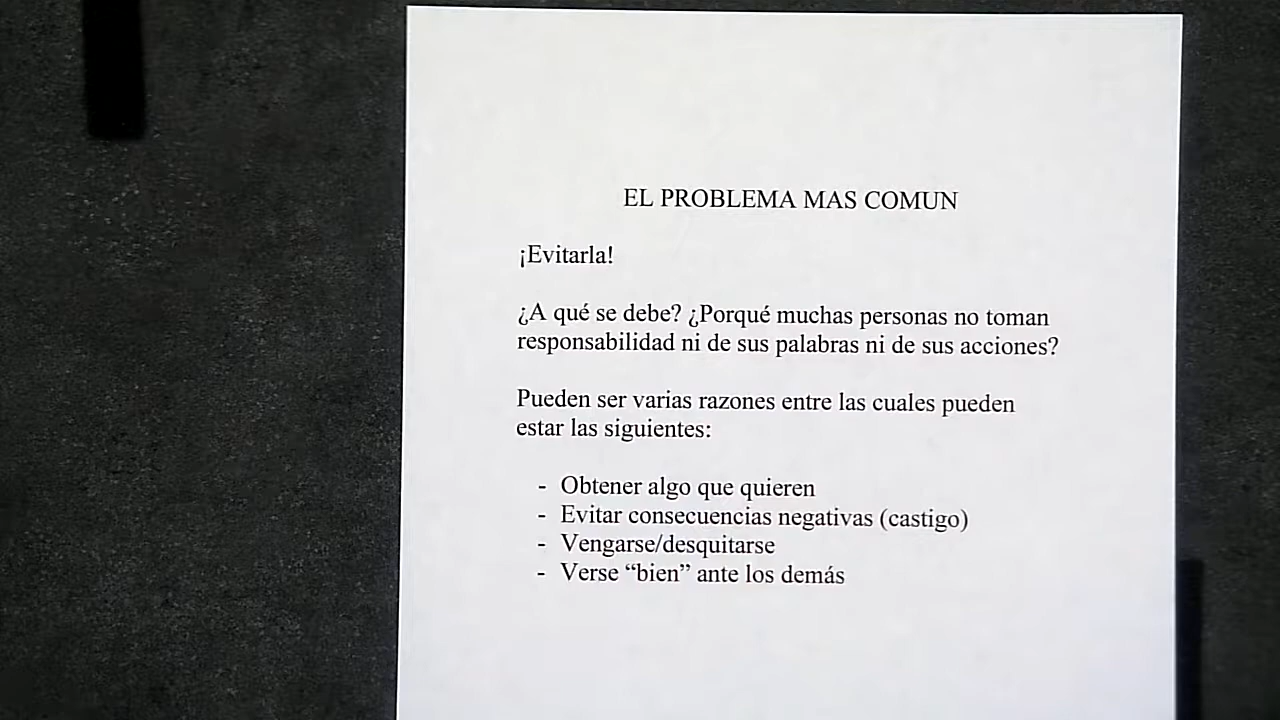 EL PROBLEMA MAS COMUN
¡Evitarla!
¿A qué se debe? ¿Porqué muchas personas no toman
responsabilidad ni de sus palabras ni de sus acciones?
Pueden ser varias razones entre las cuales pueden
estar las siguientes:
- Obtener algo que quieren
- Evitar consecuencias negativas (castigo)
- Vengarse/desquitarse
- Verse “bien” ante los demás